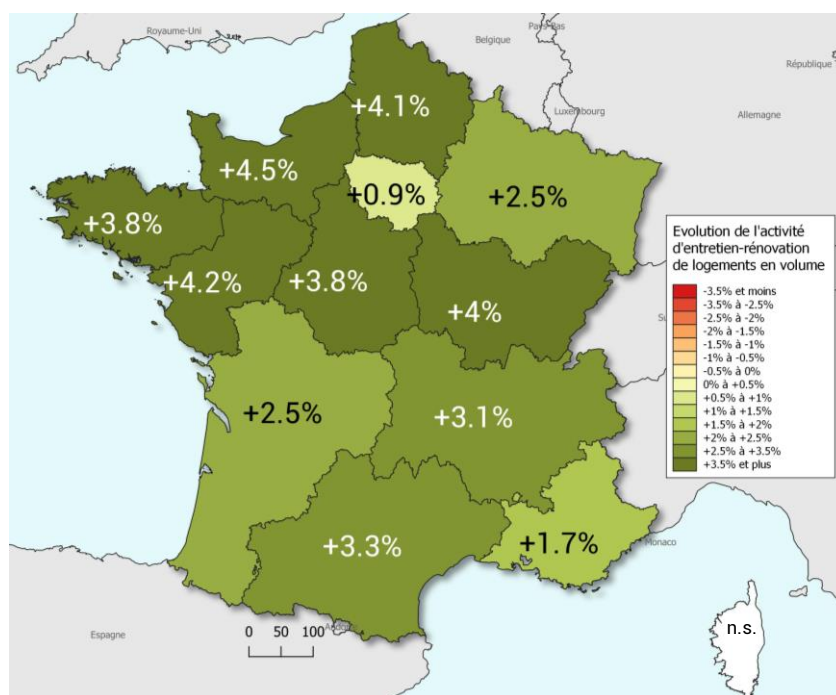 Royaume-Uni
Pays-Bas
Belgique
République
Luxembourg
Allemagne
+4.1%
+4.5%
+0.9%
+2.5%
+3.8%
+4.2%
+3.8%
+4%
+2.5%
+3.1%
+3.3%
+1.7%
Monaco
Espagne
n.s.
0 50 100
Evolution de l'activité
d'entretien-rénovation
de logements en volume
-3.5% et moins
-3.5% à -2.5%
-2.5% à -2%
-2% à -1.5%
-1.5% à -1%
-1% à -0.5%
-0.5% à 0%
0% à +0.5%
+0.5% à +1%
+1% à +1.5%
+1.5% à +2%
+2% à +2.5%
+2.5% à +3.5%
+3.5% et plus